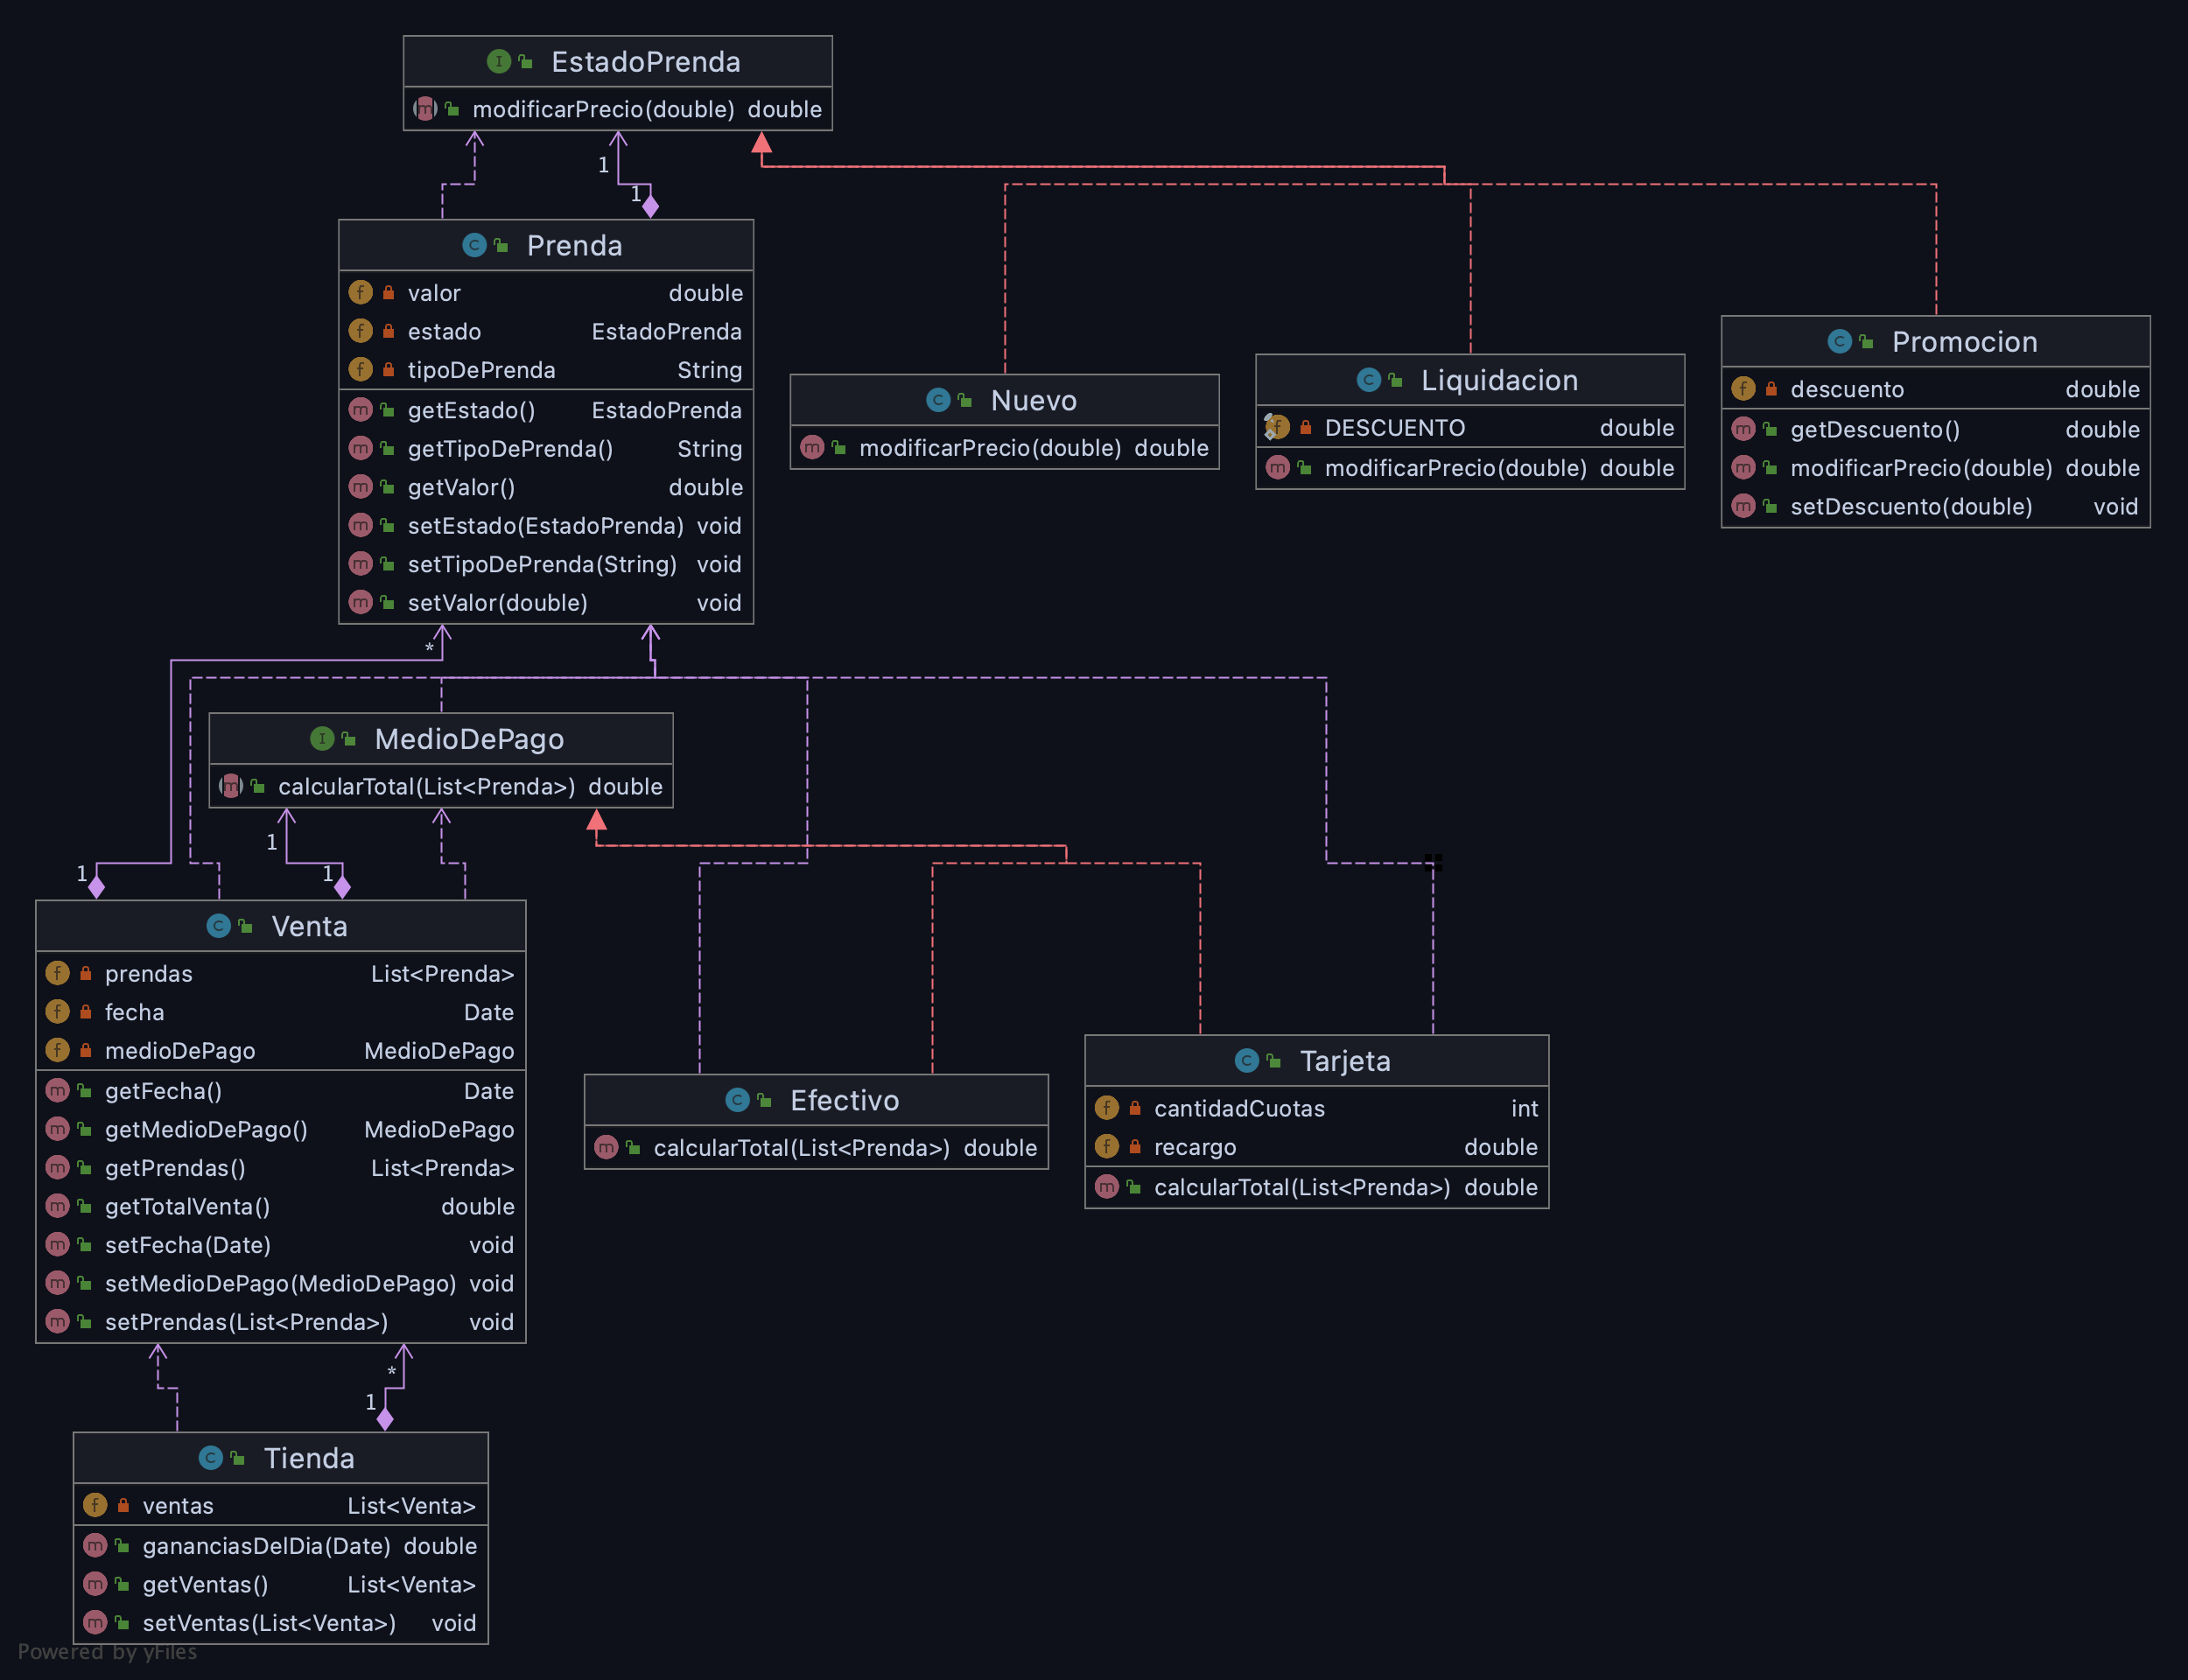 EstadoPrenda
modificarPrecio(double) double
1
1
Prenda
valor double
estado EstadoPrenda
tipoDePrenda String
getEstado() EstadoPrenda
getTipoDePrenda() String
getValor() double
setEstado(EstadoPrenda) void
setTipoDePrenda(String) void
setValor(double) void
Nuevo
modificarPrecio(double) double
Liquidacion
DESCUENTO double
modificarPrecio(double) double
Promocion
descuento double
getDescuento() double
modificarPrecio(double) double
setDescuento(double) void
*
MedioDePago
calcularTotal(List<Prenda>) double
1
1
1
Venta
prendas List<Prenda>
fecha Date
medioDePago MedioDePago
getFecha() Date
getMedioDePago() MedioDePago
getPrendas() List<Prenda>
getTotalVenta() double
setFecha(Date) void
setMedioDePago(MedioDePago) void
setPrendas(List<Prenda>) void
Efectivo
calcularTotal(List<Prenda>) double
Tarjeta
cantidadCuotas int
recargo double
calcularTotal(List<Prenda>) double
*
1
Tienda
ventas List<Venta>
gananciasDelDia(Date) double
getVentas() List<Venta>
setVentas(List<Venta>) void
Powered by yFiles